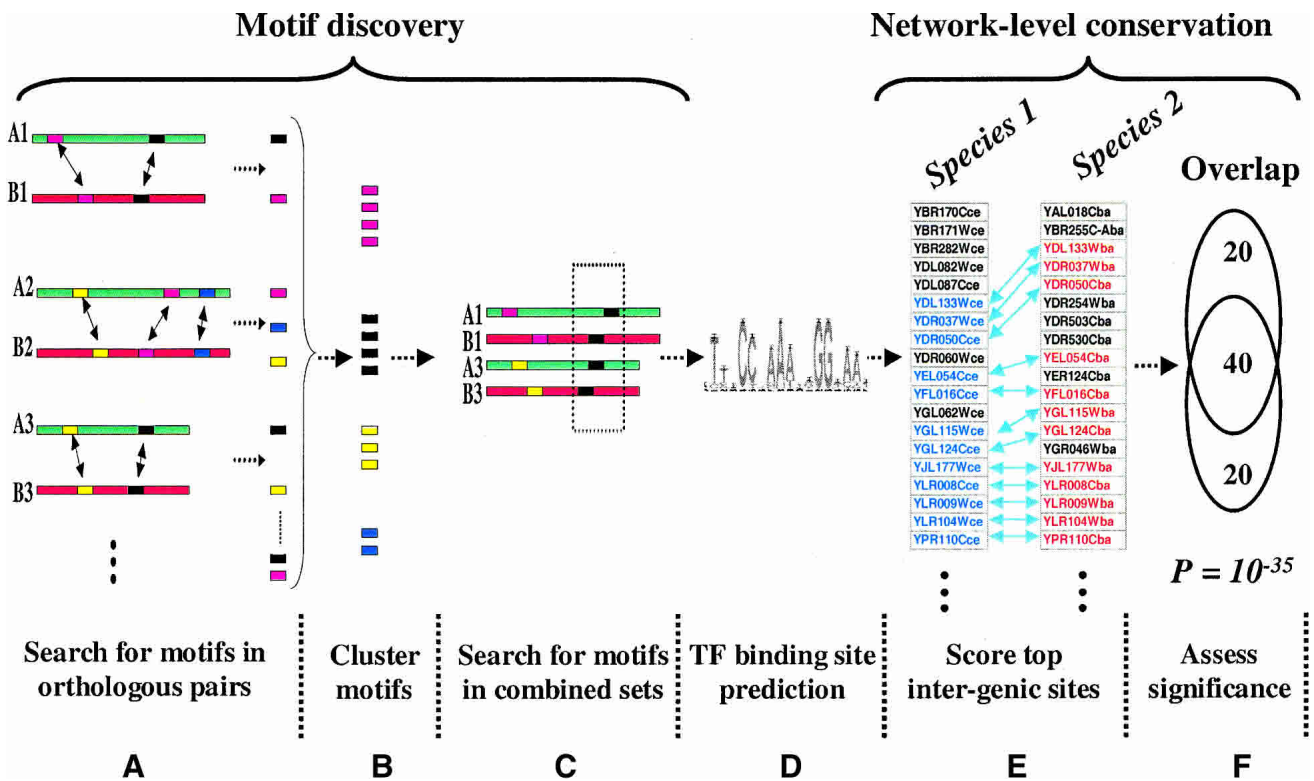 Motif discovery
Network-level conservation
A1
B1
A2
B2
A3
B3
A1
B1
A3
B3
Species 1
Species 2
YBR170Cce
YBR171Wce
YBR282Wce
YDL082Wce
YDL087Cce
YDL133Wce
YDR037Wce
YDR050Cce
YDR060Wce
YEL054Cce
YFL016Cce
YGL062Wce
YGL115Wce
YGL124Cce
YJL177Wce
YLR008Cce
YLR009Wce
YLR104Wce
YPR110Cce
YAL018Cba
YBR255C-Aba
YDL133Wba
YDR037Wba
YDR050Cba
YDR254Wba
YDR503Cba
YDR530Cba
YEL054Cba
YER124Cba
YFL016Cba
YGL115Wba
YGL124Cba
YGR046Wba
YJL177Wba
YLR008Cba
YLR009Wba
YLR104Wba
YPR110Cba
Overlap
20
40
20
P = 10⁻³⁵
Search for motifs in
orthologous pairs
Cluster
motifs
Search for motifs
in combined sets
TF binding site
prediction
Score top
inter-genic sites
Assess
significance
A
B
C
D
E
F